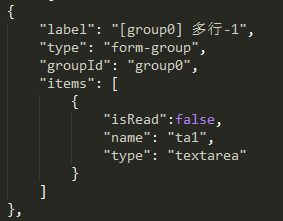 {
"label": "[group0] 多行-1",
"type": "form-group",
"groupId": "group0",
"items": [
{
"isRead":false,
"name": "ta1",
"type": "textarea"
}
]
},